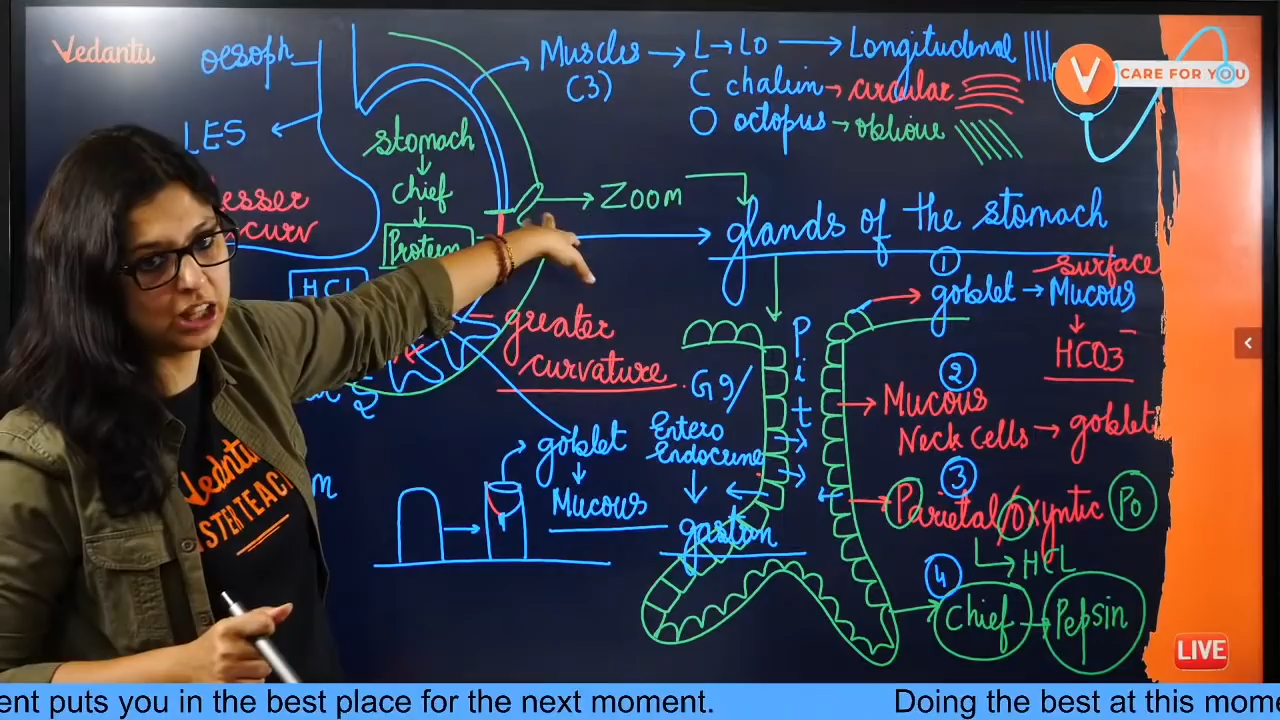 Vedantu
oesoph
LES
esser
curv
stomach
chief
Protein
HCl
Muscles
(3)
L → Lo → Longitudenal
C chalein → circular
O octopus → oblique
V
CARE FOR YOU
Zoom
glands of the stomach
greater
curvature
1
goblet → Mucous
surface
HCO3
2
Mucous
Neck Cells → goblet
3
Parietal/Oxyntic
Po
HCL
4
Chief → Pepsin
Pit
G9/
Entero
Endocrine
goblet
Mucous
Vedantu
STER TEACH
LIVE
ent puts you in the best place for the next moment.
Doing the best at this mome